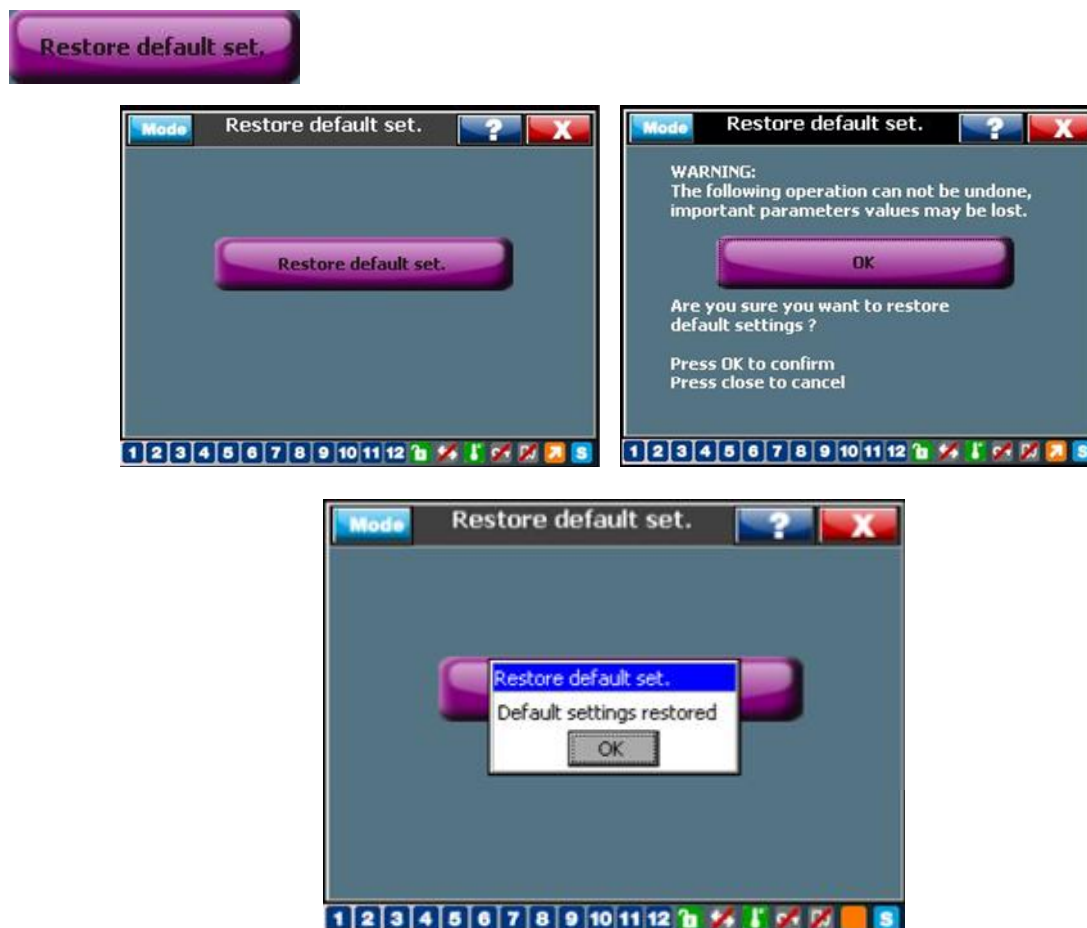 Restore default set.
Mode Restore default set. ? X
Restore default set.
1 2 3 4 5 6 7 8 9 10 11 12 S
Mode Restore default set. ? X
WARNING:
The following operation can not be undone,
important parameters values may be lost.
OK
Are you sure you want to restore
default settings ?
Press OK to confirm
Press close to cancel
1 2 3 4 5 6 7 8 9 10 11 12 S
Mode Restore default set. ? X
Restore default set.
Default settings restored
OK
1 2 3 4 5 6 7 8 9 10 11 12 S